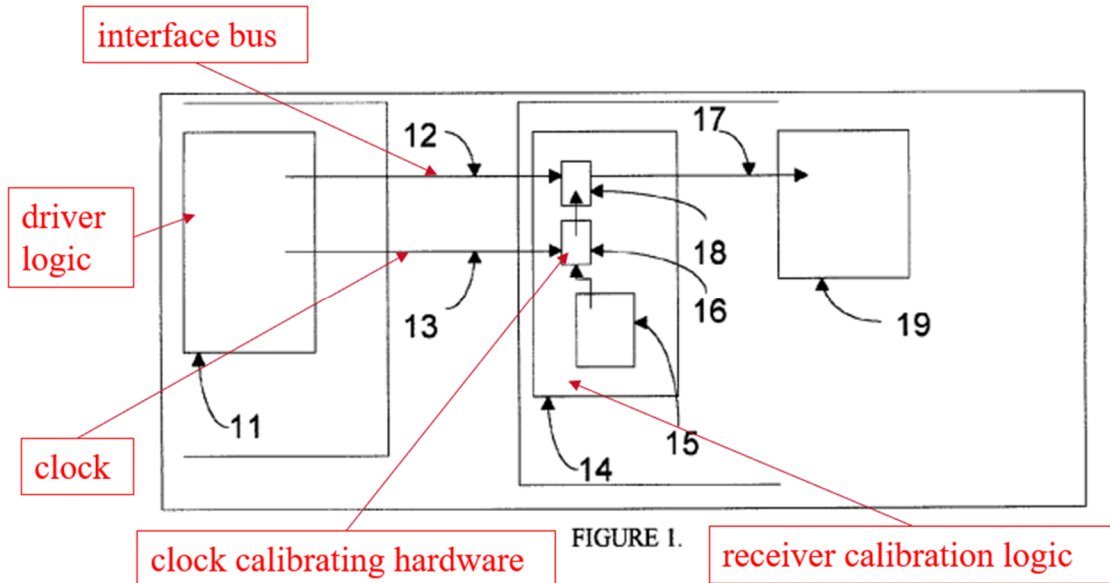 interface bus
12
17
driver
logic
18
13
16
19
11
15
clock
14
clock calibrating hardware
FIGURE 1.
receiver calibration logic